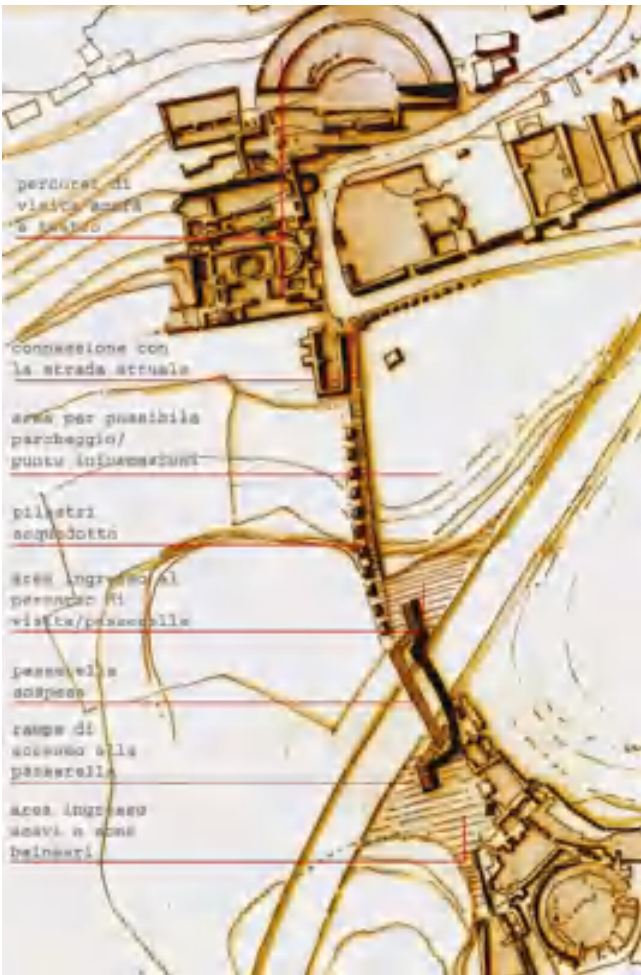 percorsi di
visita
e teatro
connessione con
la strada attuale
area per possibile
parcheggio/
punto informazioni
pilastri
acquedotto
area ingresso al
percorso di
visita/passerella
passerella
sospesa
rampe di
accesso alla
passerella
area ingresso
scavi e